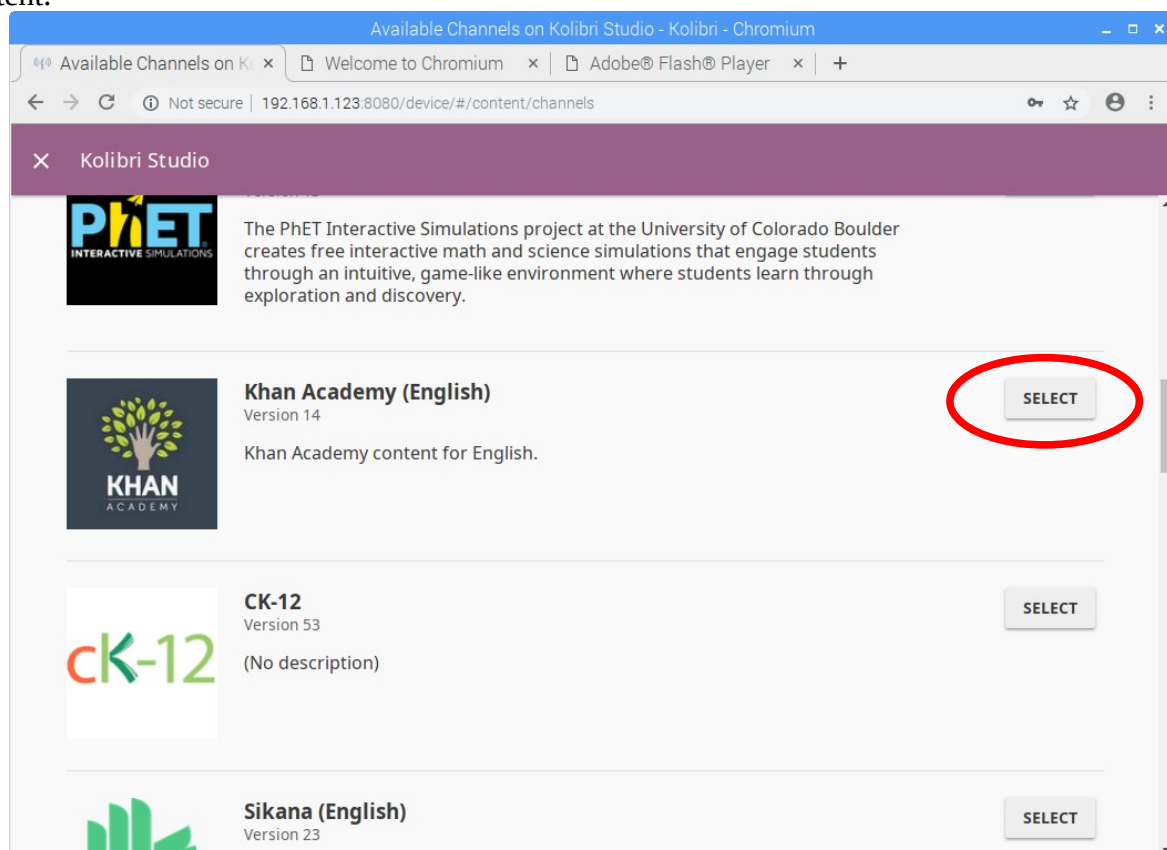 Available Channels on Kolibri Studio - Kolibri - Chromium
Available Channels on Ko Welcome to Chromium Adobe® Flash® Player
Not secure | 192.168.1.123:8080/device/#/content/channels
Kolibri Studio
PhET
INTERACTIVE SIMULATIONS
The PhET Interactive Simulations project at the University of Colorado Boulder
creates free interactive math and science simulations that engage students
through an intuitive, game-like environment where students learn through
exploration and discovery.
Khan Academy (English)
SELECT
Version 14
Khan Academy content for English.
KHAN
ACADEMY
CK-12
SELECT
Version 53
(No description)
cK-12
Sikana (English)
SELECT
Version 23